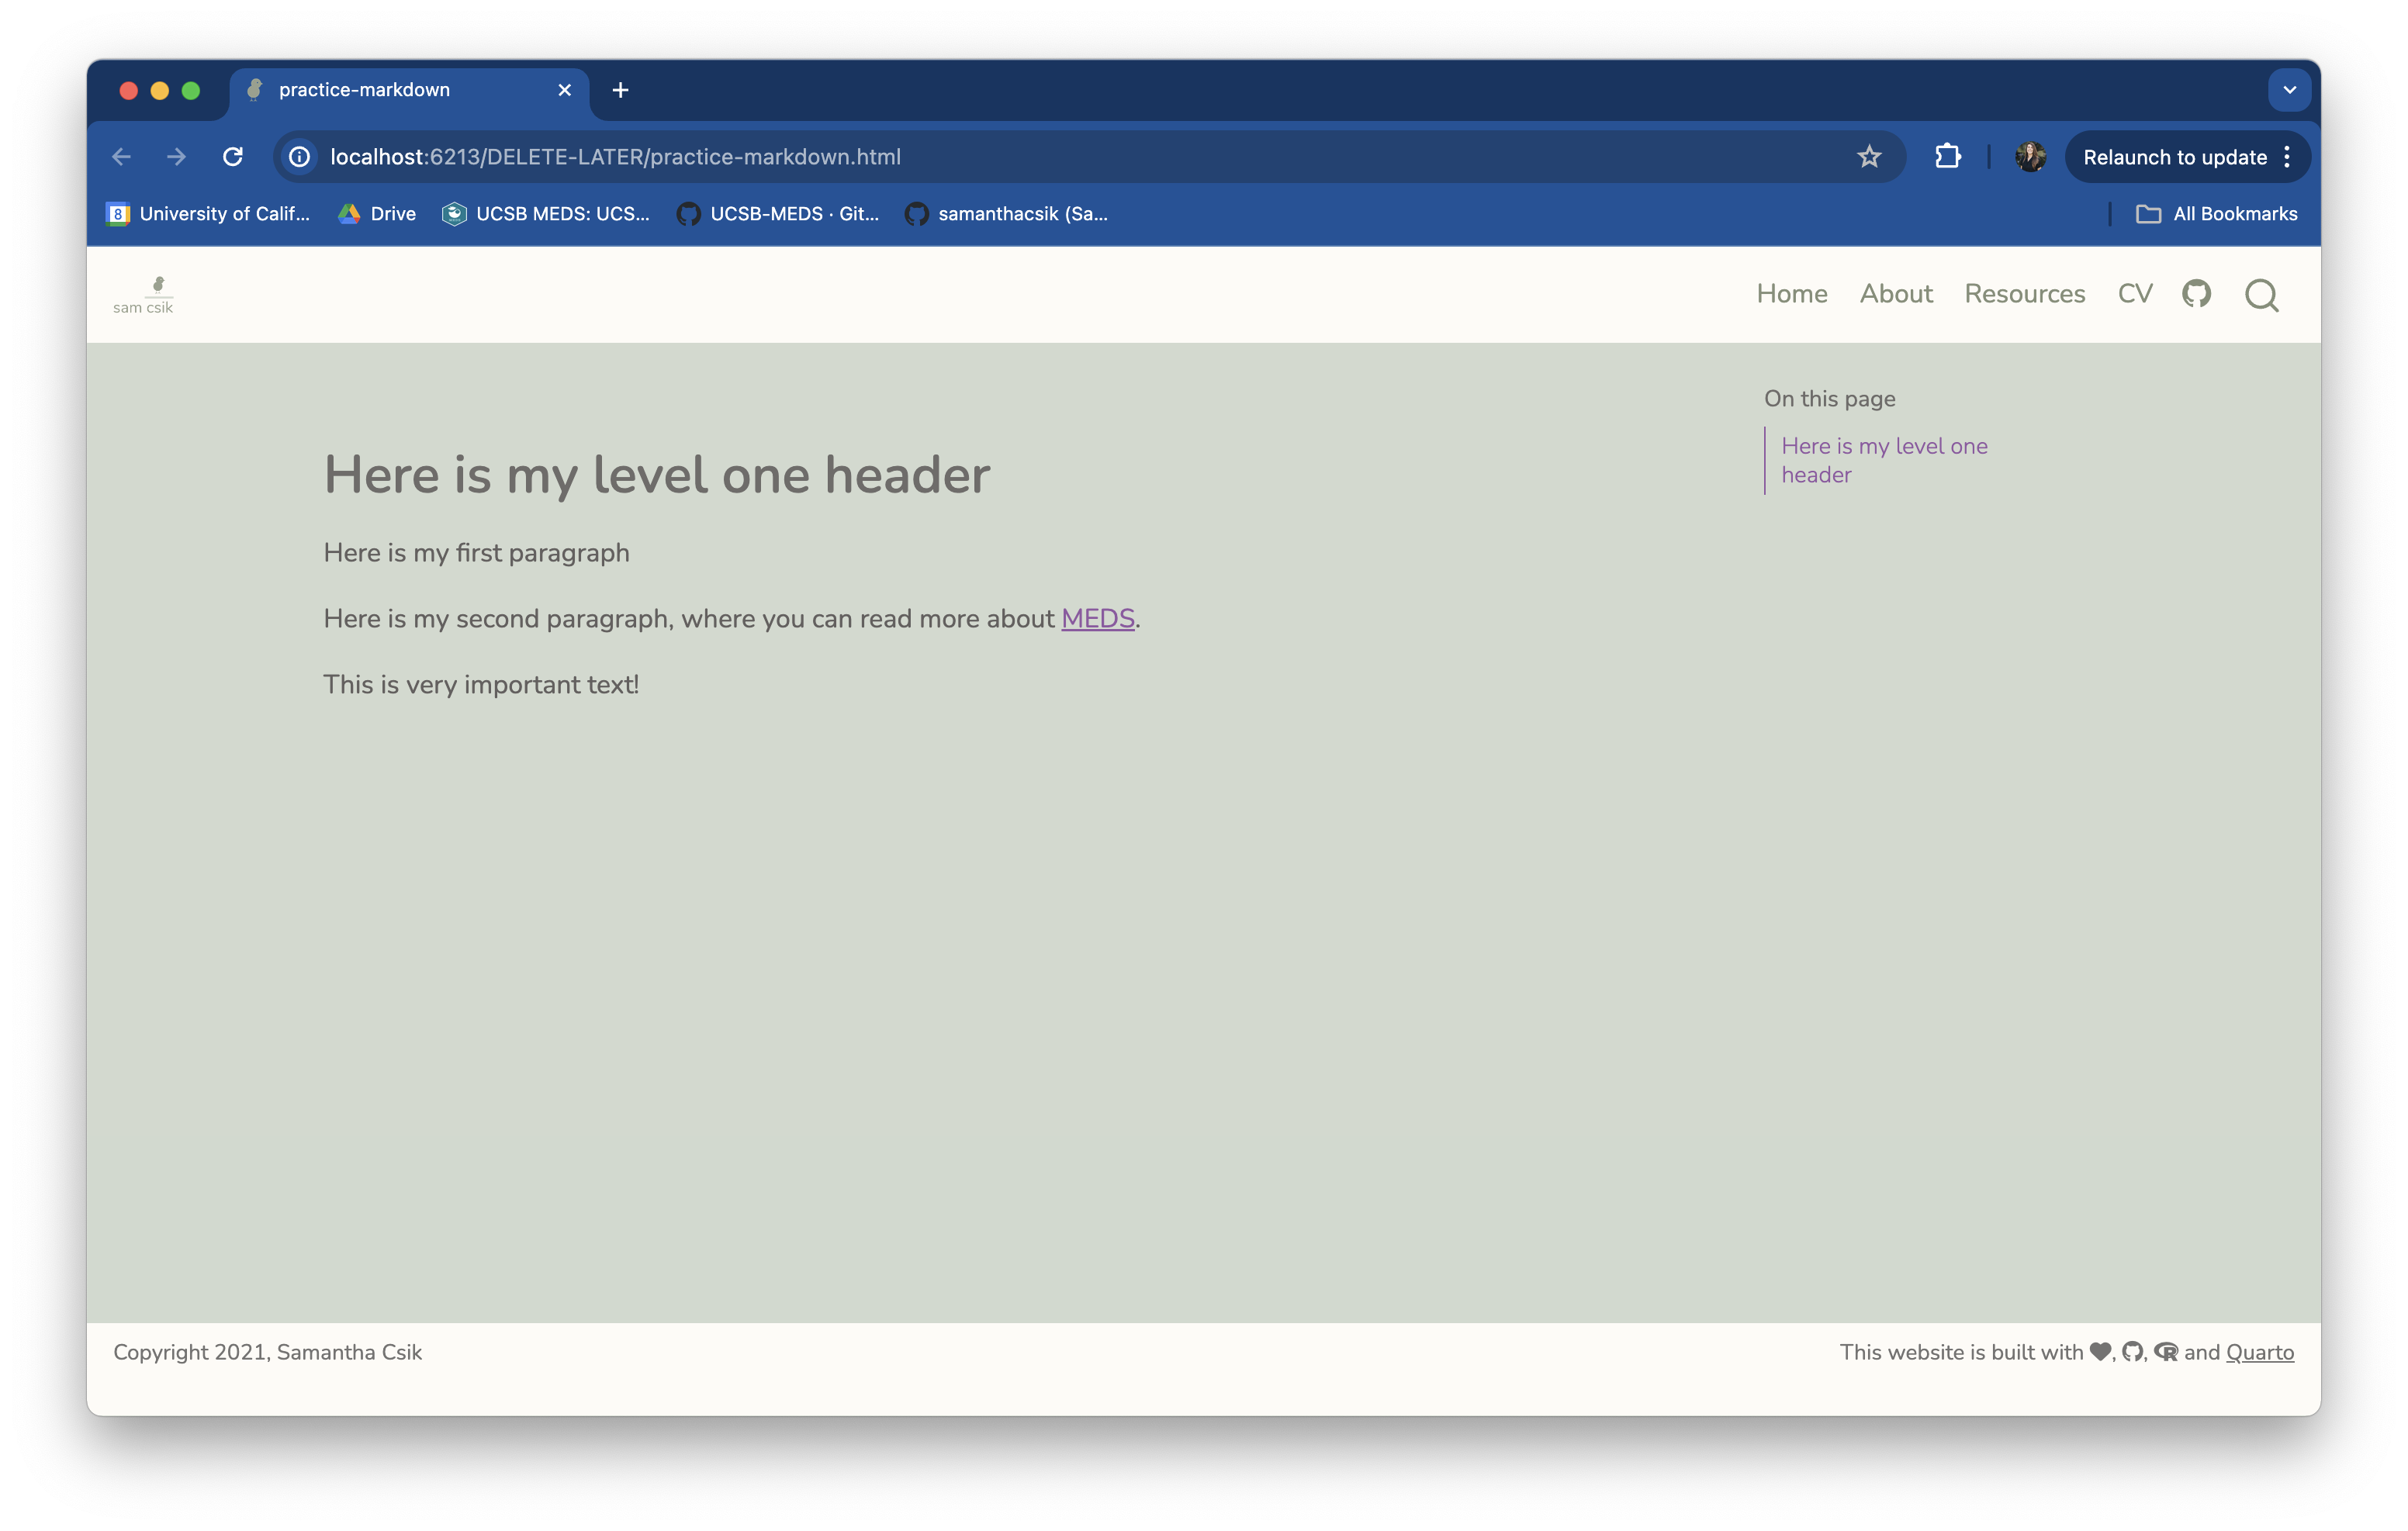 practice-markdown
localhost:6213/DELETE-LATER/practice-markdown.html
Relaunch to update
8 University of Calif...
Drive
UCSB MEDS: UCS...
UCSB-MEDS · Git...
samanthacsik (Sa...
All Bookmarks
sam csik
Home About Resources CV
On this page
Here is my level one
header
Here is my level one header
Here is my first paragraph
Here is my second paragraph, where you can read more about MEDS.
This is very important text!
Copyright 2021, Samantha Csik
This website is built with , , R and Quarto